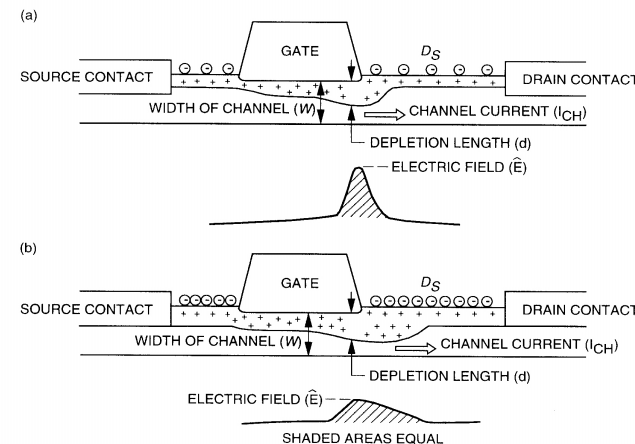 (a)
GATE
D_S
SOURCE CONTACT
DRAIN CONTACT
WIDTH OF CHANNEL (W)
CHANNEL CURRENT (I_CH)
DEPLETION LENGTH (d)
ELECTRIC FIELD (Ê)
(b)
GATE
D_S
SOURCE CONTACT
DRAIN CONTACT
WIDTH OF CHANNEL (W)
CHANNEL CURRENT (I_CH)
DEPLETION LENGTH (d)
ELECTRIC FIELD (Ê)
SHADED AREAS EQUAL